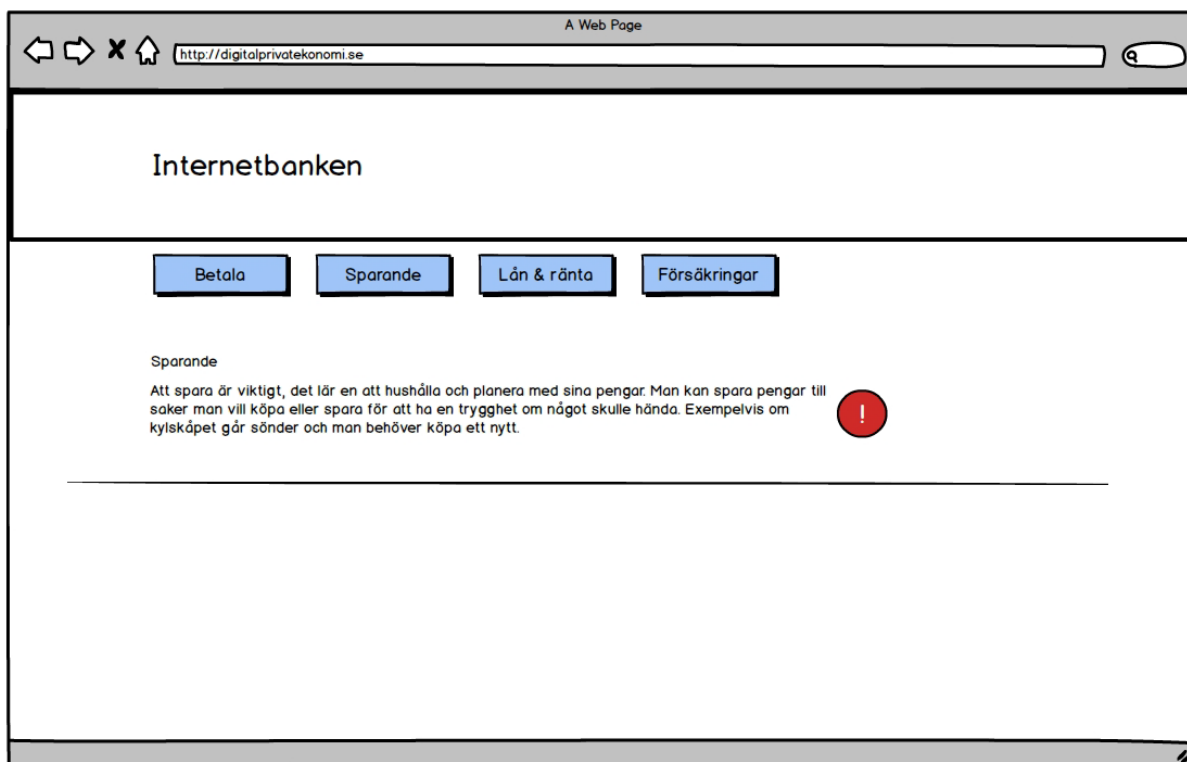 A Web Page
http://digitalprivatekonomi.se
Internetbanken
Betala
Sparande
Lån & ränta
Försäkringar
Sparande
Att spara är viktigt, det lär en att hushålla och planera med sina pengar. Man kan spara pengar till
saker man vill köpa eller spara för att ha en trygghet om något skulle hända. Exempelvis om
kylskåpet går sönder och man behöver köpa ett nytt.
!